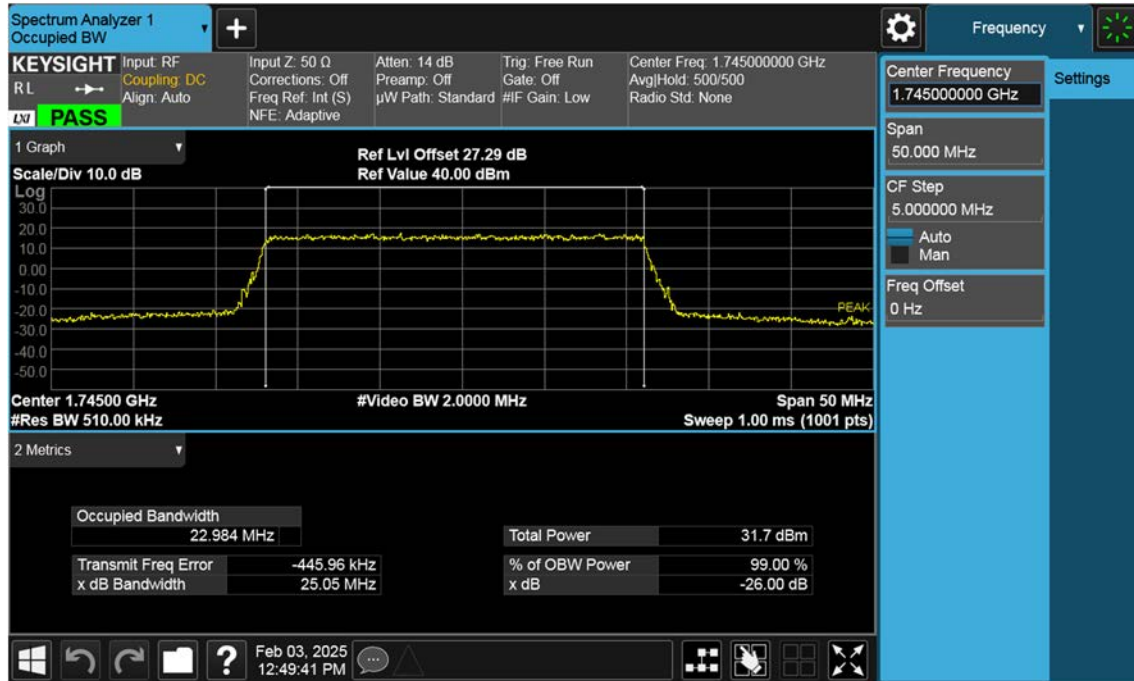 Spectrum Analyzer 1
Occupied BW
+
Frequency
KEYSIGHT
R L
LXI PASS
Input: RF
Coupling: DC
Align: Auto
Input Z: 50 Ω
Corrections: Off
Freq Ref: Int (S)
NFE: Adaptive
Atten: 14 dB
Preamp: Off
µW Path: Standard
Trig: Free Run
Gate: Off
#IF Gain: Low
Center Freq: 1.745000000 GHz
Avg|Hold: 500/500
Radio Std: None
Center Frequency
1.745000000 GHz
Settings
Span
50.000 MHz
CF Step
5.000000 MHz
Auto
Man
Freq Offset
0 Hz
1 Graph
Scale/Div 10.0 dB
Ref Lvl Offset 27.29 dB
Ref Value 40.00 dBm
Log
30.0
20.0
10.0
0.00
-10.0
-20.0
-30.0
-40.0
-50.0
PEAK
Center 1.74500 GHz
#Video BW 2.0000 MHz
Span 50 MHz
#Res BW 510.00 kHz
Sweep 1.00 ms (1001 pts)
2 Metrics
Occupied Bandwidth
22.984 MHz
Total Power 31.7 dBm
Transmit Freq Error -445.96 kHz
% of OBW Power 99.00 %
x dB Bandwidth 25.05 MHz
x dB -26.00 dB
?
Feb 03, 2025
12:49:41 PM